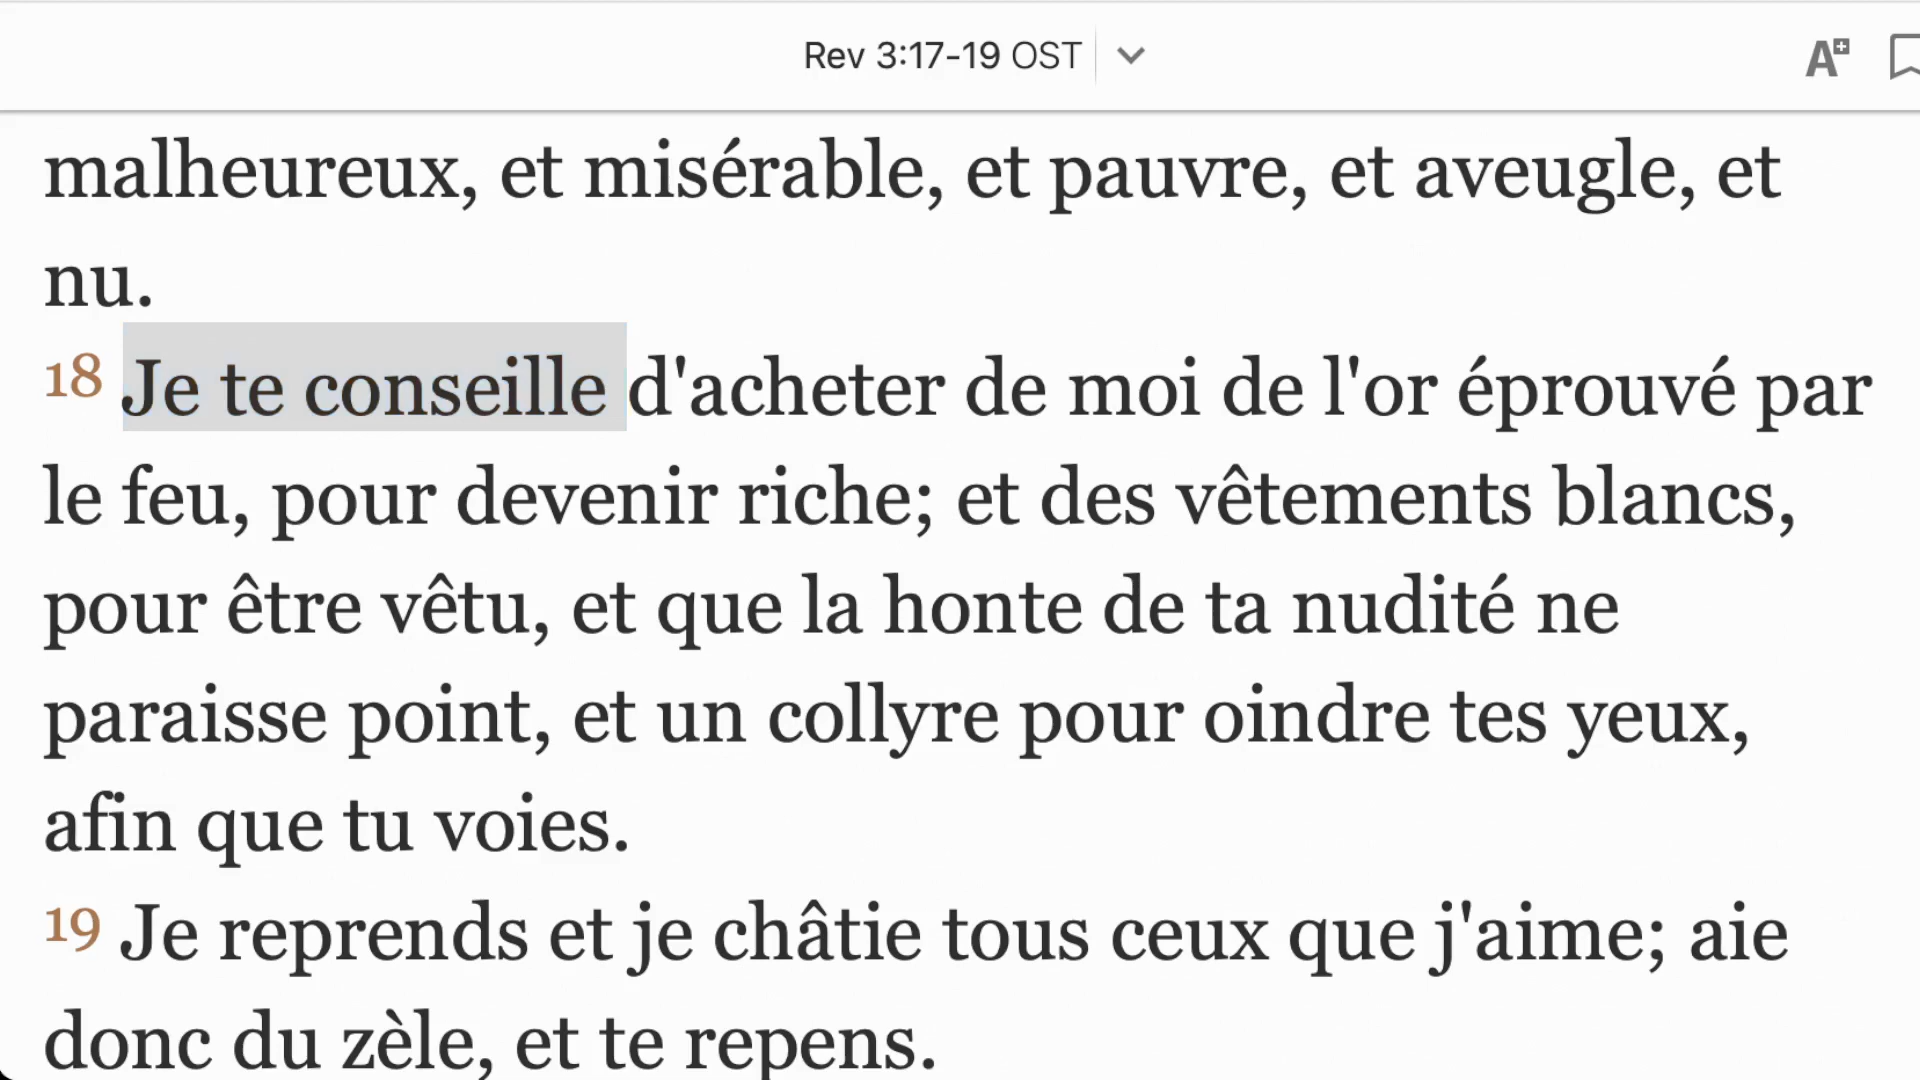 Rev 3:17-19 OST
malheureux, et misérable, et pauvre, et aveugle, et
nu.
18 Je te conseille d'acheter de moi de l'or éprouvé par
le feu, pour devenir riche; et des vêtements blancs,
pour être vêtu, et que la honte de ta nudité ne
paraisse point, et un collyre pour oindre tes yeux,
afin que tu voies.
19 Je reprends et je châtie tous ceux que j'aime; aie
donc du zèle, et te repens.